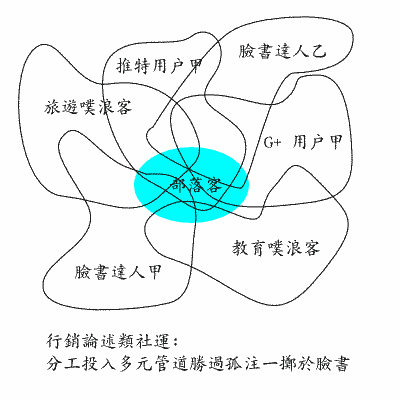 臉書達人乙
推特用戶甲
旅遊噗浪客
G+ 用戶甲
部落客
教育噗浪客
臉書達人甲
行銷論述類社運:
分工投入多元管道勝過孤注一擲於臉書